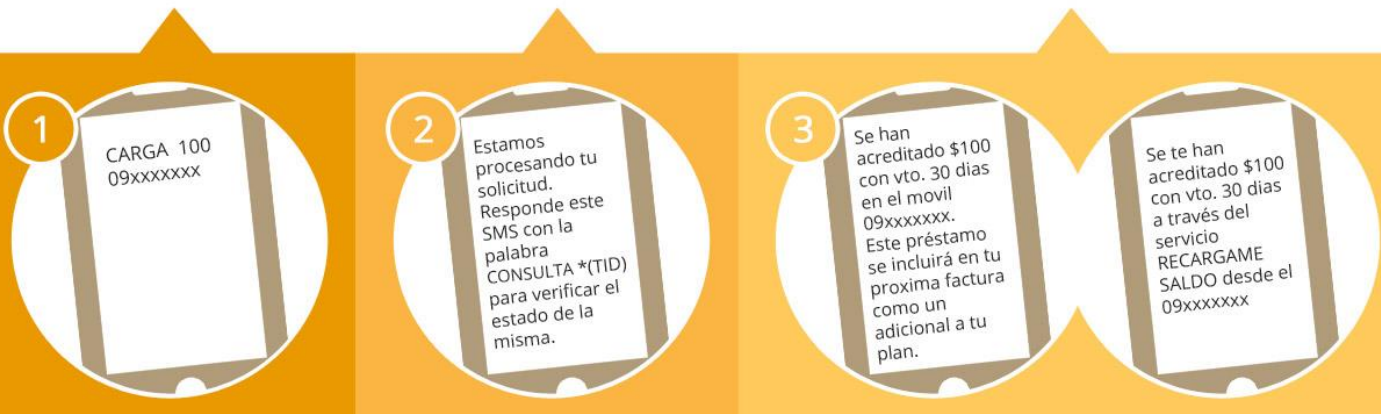 1
CARGA 100
09xxxxxxx
2
Estamos
procesando tu
solicitud.
Responde este
SMS con la
palabra
CONSULTA *(TID)
para verificar el
estado de la
misma.
3
Se han
acreditado $100
con vto. 30 dias
en el movil
09xxxxxxx.
Este préstamo
se incluirá en tu
proxima factura
como un
adicional a tu
plan.
Se te han
acreditado $100
con vto. 30 dias
a través del
servicio
RECARGAME
SALDO desde el
09xxxxxxx